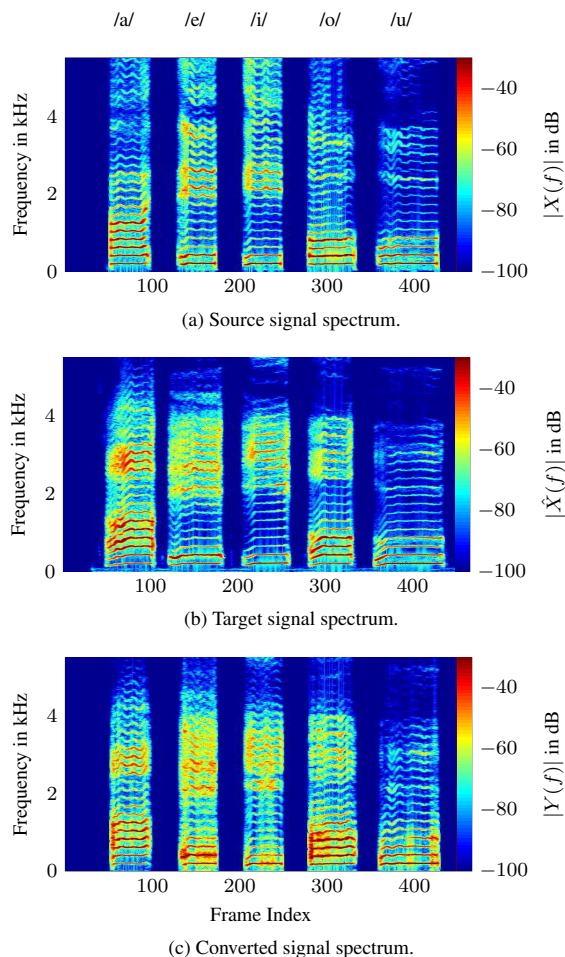 /a/ /e/ /i/ /o/ /u/
Frequency in kHz
4
2
0
100 200 300 400
−40
−60
−80
−100
|X(f)| in dB
(a) Source signal spectrum.
Frequency in kHz
4
2
0
100 200 300 400
−40
−60
−80
−100
|X̂(f)| in dB
(b) Target signal spectrum.
Frequency in kHz
4
2
0
100 200 300 400
Frame Index
−40
−60
−80
−100
|Y(f)| in dB
(c) Converted signal spectrum.